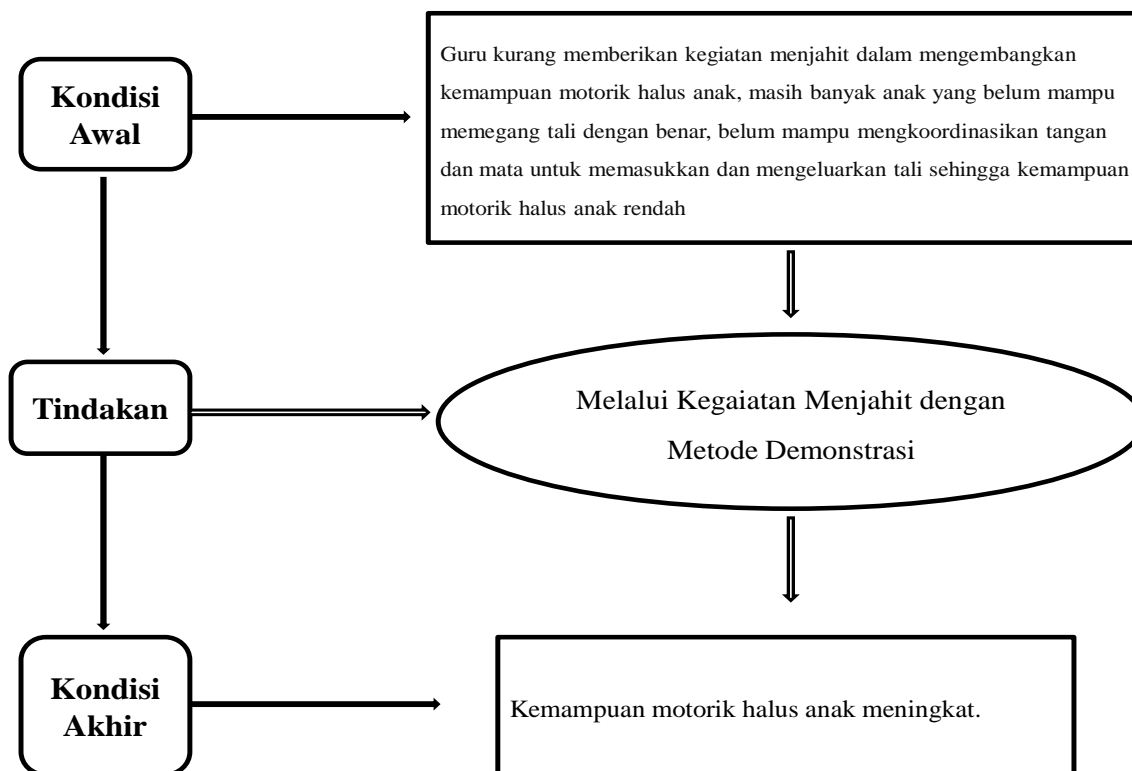 Kondisi
Awal
Guru kurang memberikan kegiatan menjahit dalam mengembangkan
kemampuan motorik halus anak, masih banyak anak yang belum mampu
memegang tali dengan benar, belum mampu mengkoordinasikan tangan
dan mata untuk memasukkan dan mengeluarkan tali sehingga kemampuan
motorik halus anak rendah
Tindakan
Melalui Kegaiatan Menjahit dengan
Metode Demonstrasi
Kondisi
Akhir
Kemampuan motorik halus anak meningkat.